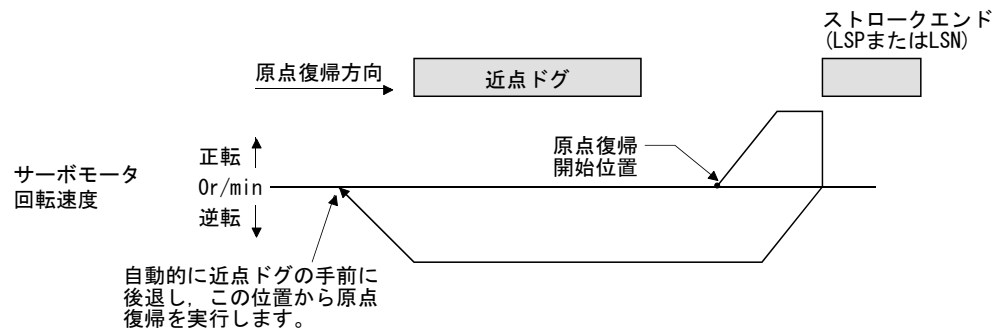 ストロークエンド
(LSPまたはLSN)
原点復帰方向
近点ドグ
原点復帰
開始位置
正転
サーボモータ
回転速度
0r/min
逆転
自動的に近点ドグの手前に
後退し，この位置から原点
復帰を実行します。